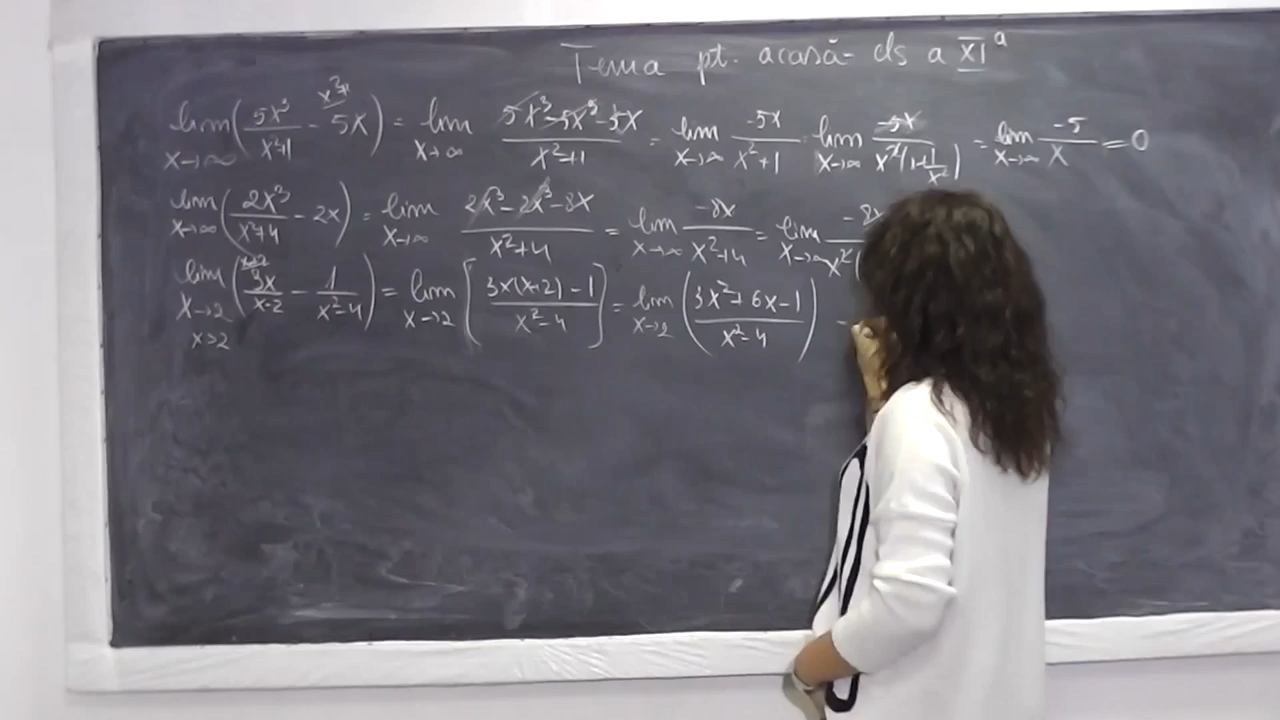 Tema pt. acasă cls a XIᵃ
lim x→∞ (5x³/(x²+1) - 5x) = lim x→∞ (5x³-5x³-5x)/(x²+1) = lim x→∞ -5x/(x²+1) = lim x→∞ -5x/(x²(1+1/x²)) = lim x→∞ -5/x = 0
lim x→∞ (2x³/(x²+4) - 2x) = lim x→∞ (2x³-2x³-8x)/(x²+4) = lim x→∞ -8x/(x²+4) = lim x→∞ -8x/x²(
lim x→2 x>2 (3x/(x-2) - 1/(x²-4)) = lim x→2 [(3x(x+2)-1)/(x²-4)] = lim x→2 ((3x²+6x-1)/(x²-4)) =